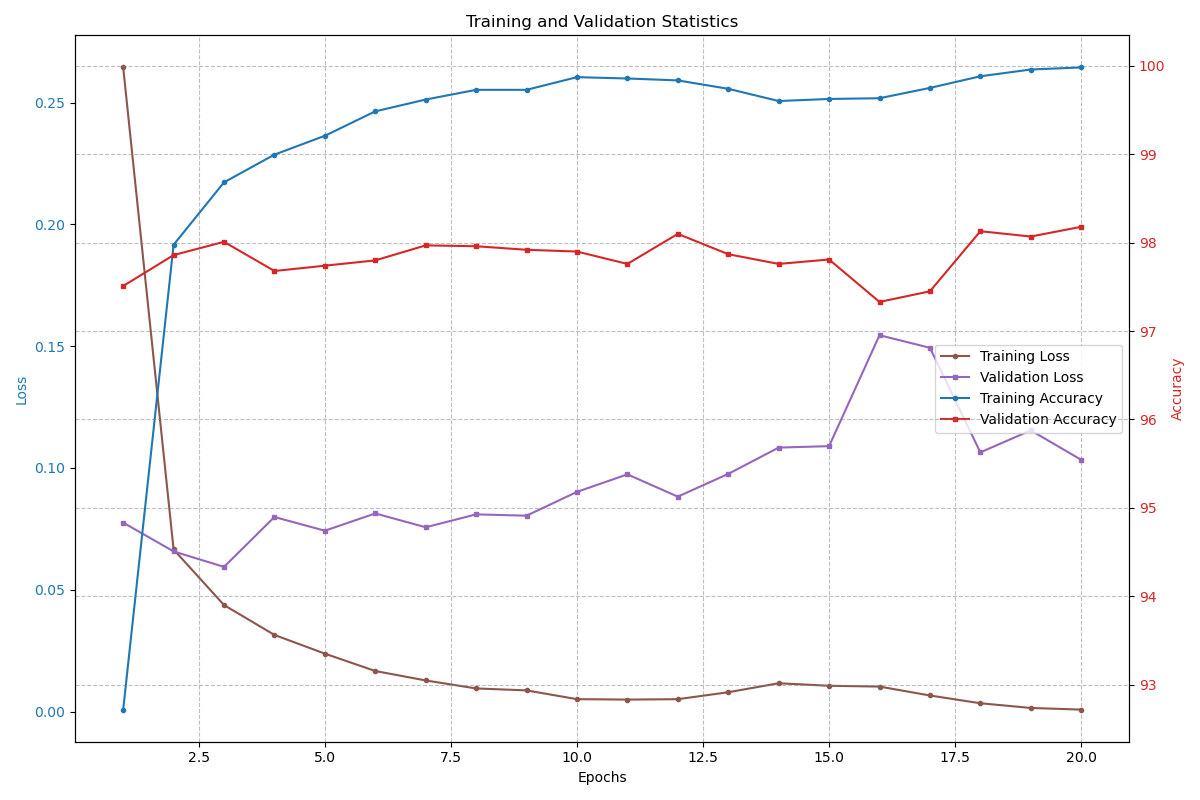 Training and Validation Statistics
0.25
0.20
0.15
0.10
0.05
0.00
Loss
100
99
98
97
96
95
94
93
Accuracy
Training Loss
Validation Loss
Training Accuracy
Validation Accuracy
2.5 5.0 7.5 10.0 12.5 15.0 17.5 20.0
Epochs